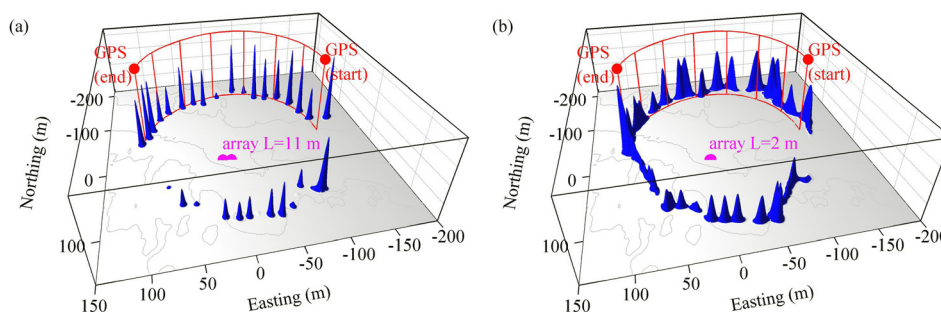 (a)
GPS
(end)
GPS
(start)
-200
-100
0
100
Northing (m)
array L=11 m
150
100
50
0
-50
-100
-150
-200
Easting (m)
(b)
GPS
(end)
GPS
(start)
-200
-100
0
100
Northing (m)
array L=2 m
150
100
50
0
-50
-100
-150
-200
Easting (m)